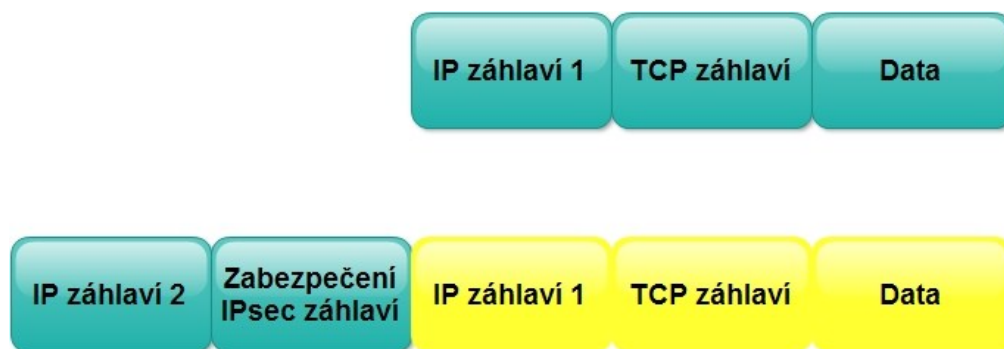 IP záhlaví 1 TCP záhlaví Data
IP záhlaví 2 Zabezpečení IPsec záhlaví IP záhlaví 1 TCP záhlaví Data